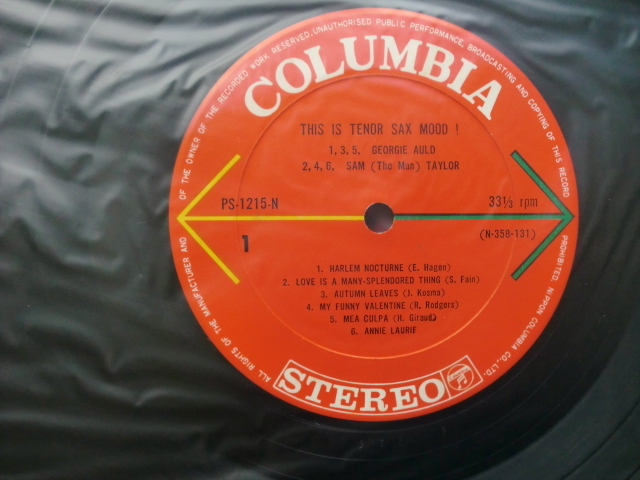 ALL RIGHTS OF THE MANUFACTURER AND OF THE OWNER OF THE RECORDED WORK RESERVED. UNAUTHORISED PUBLIC PERFORMANCE, BROADCASTING AND COPYING OF THIS RECORD PROHIBITED. NIPPON COLUMBIA CO., LTD.
COLUMBIA
THIS IS TENOR SAX MOOD !
1, 3, 5. GEORGIE AULD
2, 4, 6. SAM (The Man) TAYLOR
PS-1215-N 33⅓ rpm
1 (N-358-131)
1. HARLEM NOCTURNE (E. Hagen)
2. LOVE IS A MANY-SPLENDORED THING (S. Fain)
3. AUTUMN LEAVES (J. Kosma)
4. MY FUNNY VALENTINE (R. Rodgers)
5. MEA CULPA (H. Giraud)
6. ANNIE LAURIE
STEREO